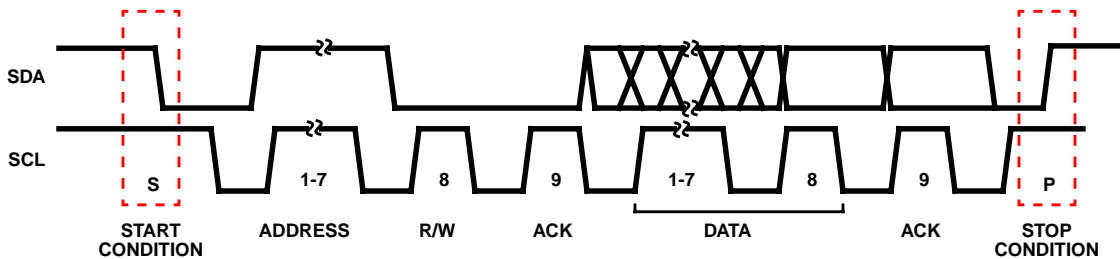 SDA
SCL
S
1-7
8
9
1-7
8
9
P
START
CONDITION
ADDRESS
R/W
ACK
DATA
ACK
STOP
CONDITION